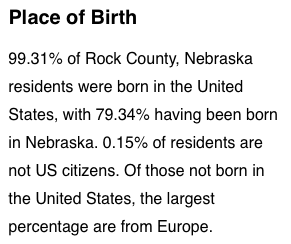 Place of Birth
99.31% of Rock County, Nebraska
residents were born in the United
States, with 79.34% having been born
in Nebraska. 0.15% of residents are
not US citizens. Of those not born in
the United States, the largest
percentage are from Europe.